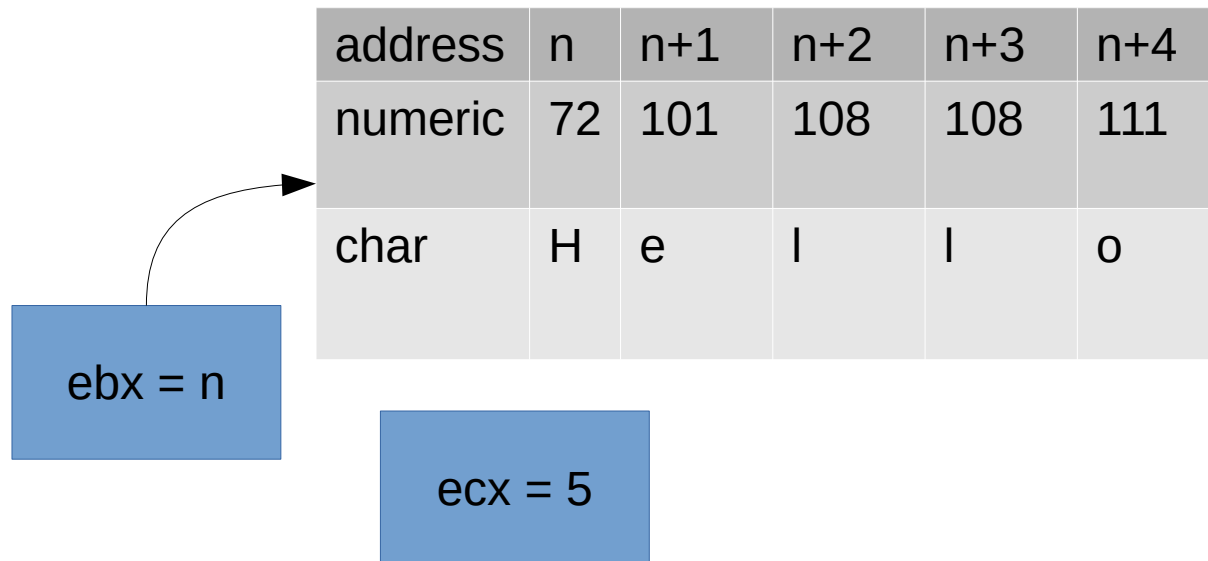 address n n+1 n+2 n+3 n+4
numeric 72 101 108 108 111
char H e l l o
ebx = n
ecx = 5